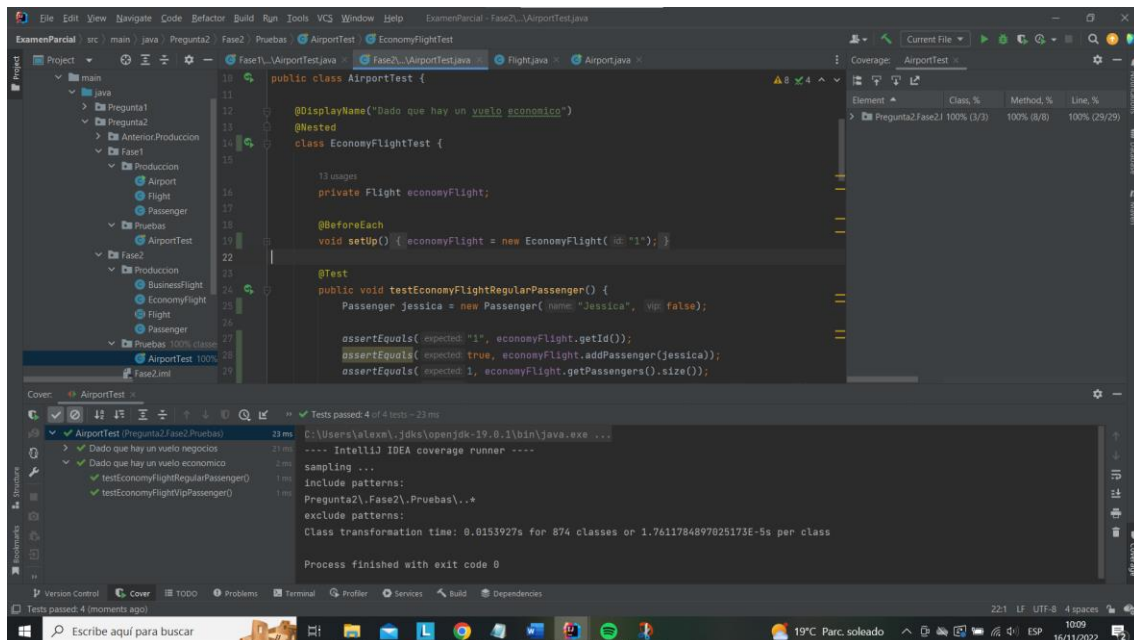 File Edit View Navigate Code Refactor Build Run Tools VCS Window Help ExamenParcial - Fase2\...\AirportTest.java
ExamenParcial src main java Pregunta2 Fase2 Pruebas AirportTest EconomyFlightTest
Current File
Project
Fase1\...\AirportTest.java Fase2\...\AirportTest.java Flight.java Airport.java
Coverage: AirportTest
main
java
Pregunta1
Pregunta2
Anterior.Produccion
Fase1
Produccion
Airport
Flight
Passenger
Pruebas
AirportTest
Fase2
Produccion
BusinessFlight
EconomyFlight
Flight
Passenger
Pruebas 100% classe
AirportTest 100%
Fase2.iml
10 public class AirportTest {
11
12 @DisplayName("Dado que hay un vuelo economico")
13 @Nested
14 class EconomyFlightTest {
15
13 usages
16 private Flight economyFlight;
17
18 @BeforeEach
19 void setUp() { economyFlight = new EconomyFlight( id: "1"); }
22
23 @Test
24 public void testEconomyFlightRegularPassenger() {
25 Passenger jessica = new Passenger( name: "Jessica", vip: false);
26
27 assertEquals( expected: "1", economyFlight.getId());
28 assertEquals( expected: true, economyFlight.addPassenger(jessica));
29 assertEquals( expected: 1, economyFlight.getPassengers().size());
8 4
Element Class, % Method, % Line, %
Pregunta2.Fase2.l 100% (3/3) 100% (8/8) 100% (29/29)
Cover: AirportTest
Tests passed: 4 of 4 tests – 23 ms
AirportTest (Pregunta2.Fase2.Pruebas) 23 ms
Dado que hay un vuelo negocios 21 ms
Dado que hay un vuelo economico 2 ms
testEconomyFlightRegularPassenger() 1 ms
testEconomyFlightVipPassenger() 1 ms
C:\Users\alexm\.jdks\openjdk-19.0.1\bin\java.exe ...
---- IntelliJ IDEA coverage runner ----
sampling ...
include patterns:
Pregunta2\.Fase2\.Pruebas\..*
exclude patterns:
Class transformation time: 0.0153927s for 874 classes or 1.7611784897025173E-5s per class
Process finished with exit code 0
Structure
Bookmarks
Version Control Cover TODO Problems Terminal Profiler Services Build Dependencies
Tests passed: 4 (moments ago)
22:1 LF UTF-8 4 spaces
Escribe aquí para buscar
19°C Parc. soleado
ESP
10:09
16/11/2022